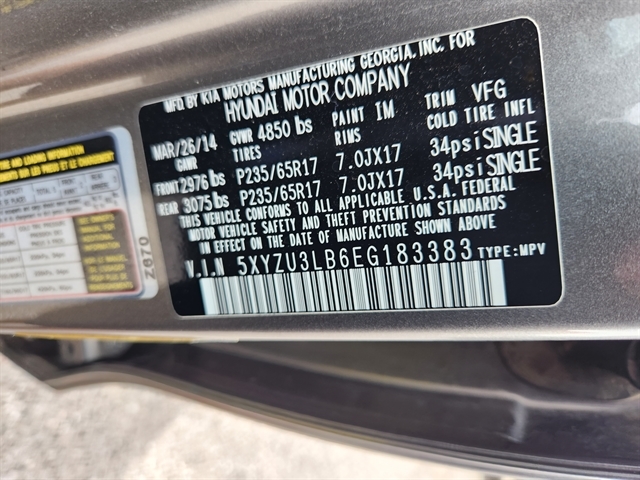 MFD BY KIA MOTORS MANUFACTURING GEORGIA, INC. FOR
HYUNDAI MOTOR COMPANY
MAR/26/14 GVWR 4850 lbs PAINT IM TRIM VFG
GAWR TIRES RIMS COLD TIRE INFL
FRONT 2976 lbs P235/65R17 7.0JX17 34psi SINGLE
REAR 3075 lbs P235/65R17 7.0JX17 34psi SINGLE
THIS VEHICLE CONFORMS TO ALL APPLICABLE U.S.A. FEDERAL
MOTOR VEHICLE SAFETY AND THEFT PREVENTION STANDARDS
IN EFFECT ON THE DATE OF MANUFACTURE SHOWN ABOVE.
V.I.N 5XYZU3LB6EG183383 TYPE:MPV
Z870